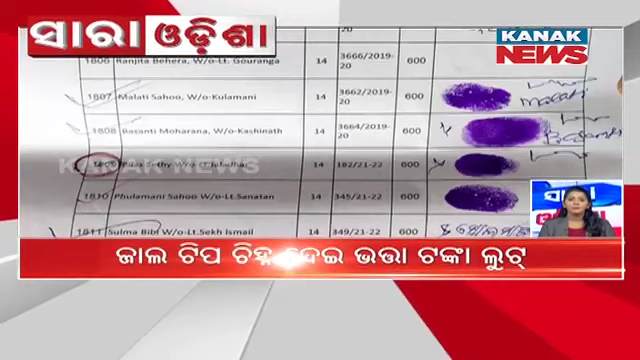 ସାରା ଓଡ଼ିଶା
KANAK
NEWS
1806 Ranjita Behera, W/o-Lt. Gouranga 14 3666/2019-20 600
1807 Malati Sahoo, W/o-Kulamani 14 3662/2019-20 600
1808 Basanti Moharana, W/o-Kashinath 14 3664/2019-20 600
KANAK NEWS
14 182/21-22 600
1810 Phulamani Sahoo W/o-Lt.Sanatan 14 345/21-22 600
1811 Sulma Bibi W/o-Lt.Sekh Ismail 14 349/21-22 600
ଜାଲ ଟିପ ଚିହ୍ନ ଦେଇ ଭତ୍ତା ଟଙ୍କା ଲୁଟ୍